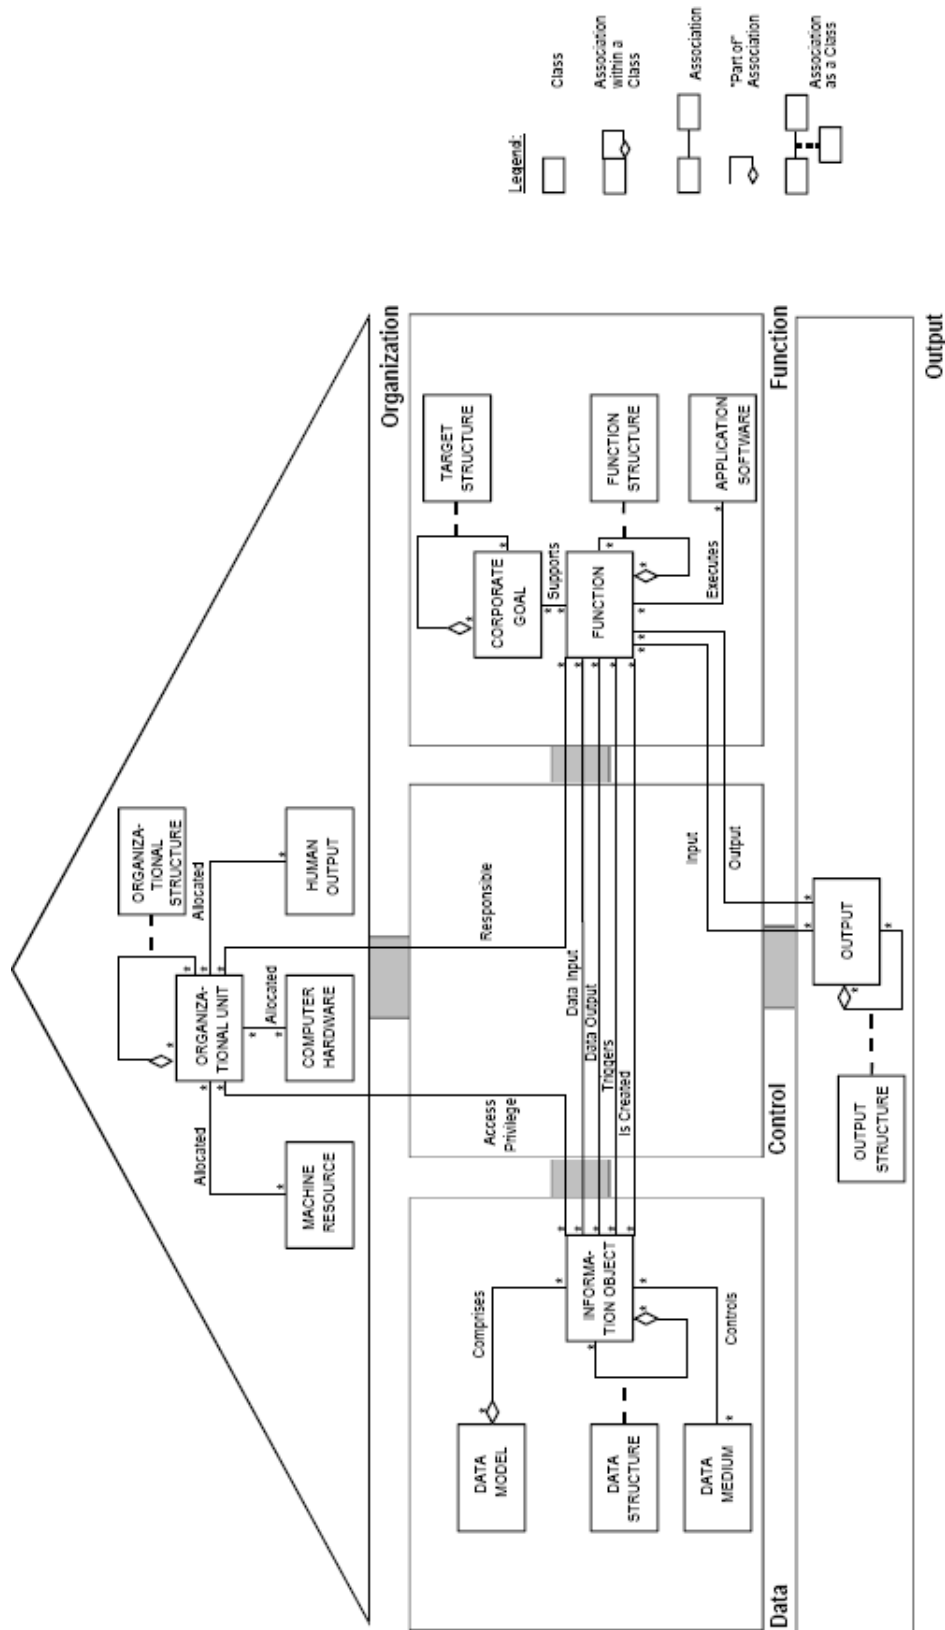 ORGANIZA-
TIONAL
STRUCTURE
Allocated
ORGANIZA-
TIONAL UNIT
Allocated
Allocated
MACHINE
RESOURCE
COMPUTER
HARDWARE
HUMAN
OUTPUT
Organization
Access
Privilege
Responsible
DATA
MODEL
Comprises
INFORMA-
TION OBJECT
DATA
STRUCTURE
Controls
DATA
MEDIUM
Data
Data Input
Data Output
Triggers
Is Created
Control
Input
Output
TARGET
STRUCTURE
CORPORATE
GOAL
Supports
FUNCTION
FUNCTION
STRUCTURE
Executes
APPLICATION
SOFTWARE
Function
OUTPUT
OUTPUT
STRUCTURE
Output
Legend:
Class
Association
within a
Class
Association
"Part of"
Association
Association
as a Class